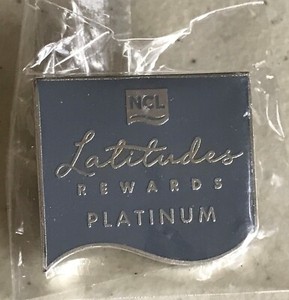 NCL
Latitudes
REWARDS
PLATINUM